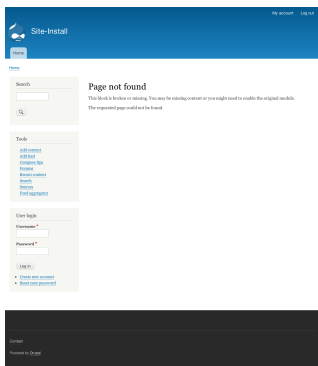 My account Log out
Site-Install
Home
Home
Search
Page not found
This block is broken or missing. You may be missing content or you might need to enable the original module.
The requested page could not be found.
Tools
Add content
Add feed
Compose tips
Forums
Recent content
Search
Sources
Feed aggregator
User login
Username *
Password *
Log in
Create new account
Reset your password
Contact
Powered by Drupal